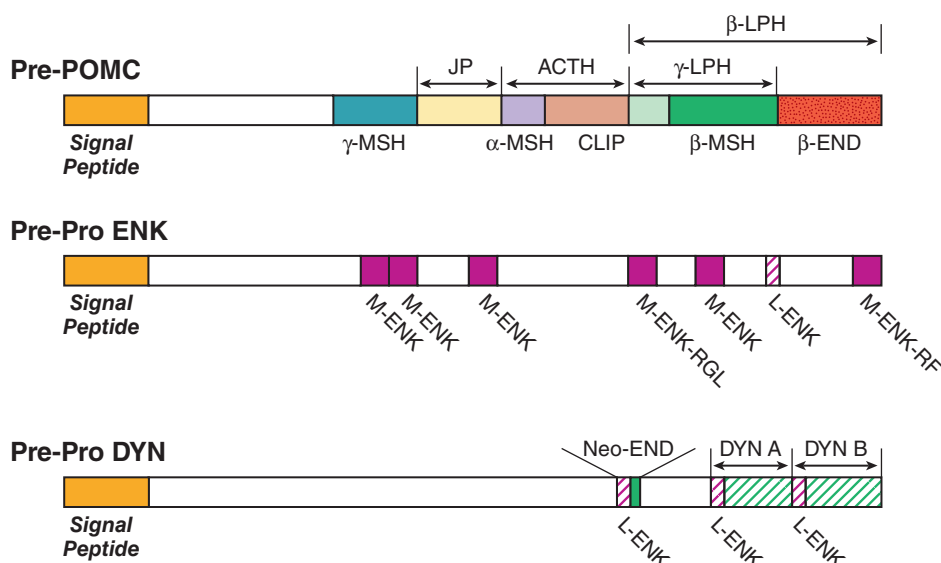 β-LPH
Pre-POMC
JP
ACTH
γ-LPH
Signal
Peptide
γ-MSH
α-MSH
CLIP
β-MSH
β-END
Pre-Pro ENK
Signal
Peptide
M-ENK
M-ENK
M-ENK
M-ENK-RGL
M-ENK
L-ENK
M-ENK-RF
Pre-Pro DYN
Neo-END
DYN A
DYN B
Signal
Peptide
L-ENK
L-ENK
L-ENK